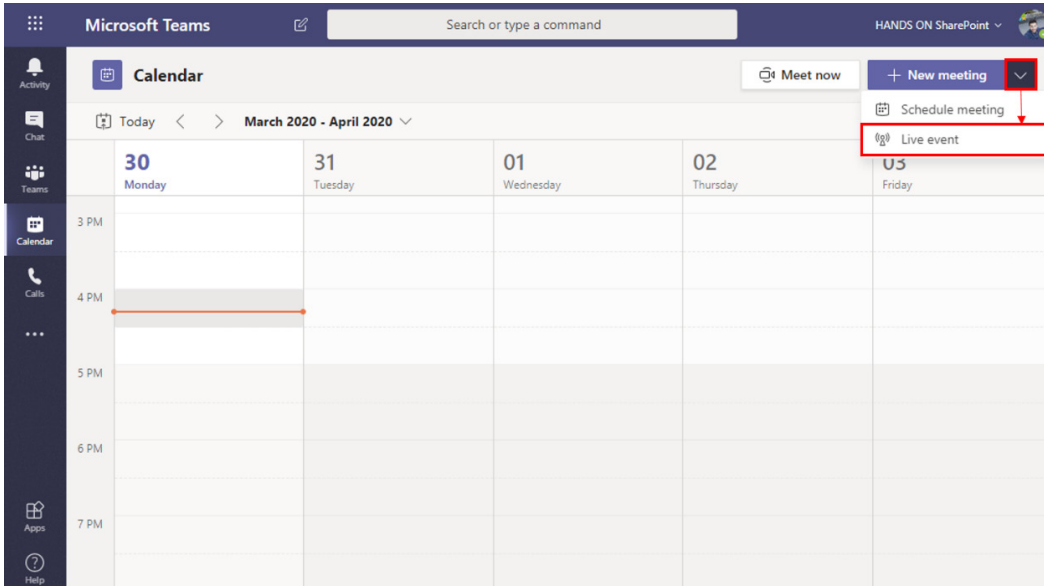 Microsoft Teams
Search or type a command
HANDS ON SharePoint
Activity
Chat
Teams
Calendar
Calls
Apps
Help
Calendar
Meet now
+ New meeting
Schedule meeting
Live event
Today
March 2020 - April 2020
30
Monday
31
Tuesday
01
Wednesday
02
Thursday
03
Friday
3 PM
4 PM
5 PM
6 PM
7 PM